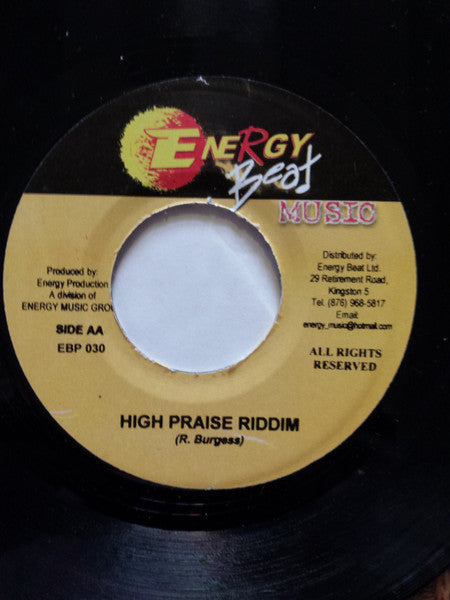 ENERGY
Beat
MUSIC
Produced by:
Energy Production
A division of
ENERGY MUSIC GROU
SIDE AA
EBP 030
Distributed by:
Energy Beat Ltd.
29 Retirement Road,
Kingston 5
Tel. (876) 968-5817
Email:
energy_music@hotmail.com
ALL RIGHTS
RESERVED
HIGH PRAISE RIDDIM
(R. Burgess)